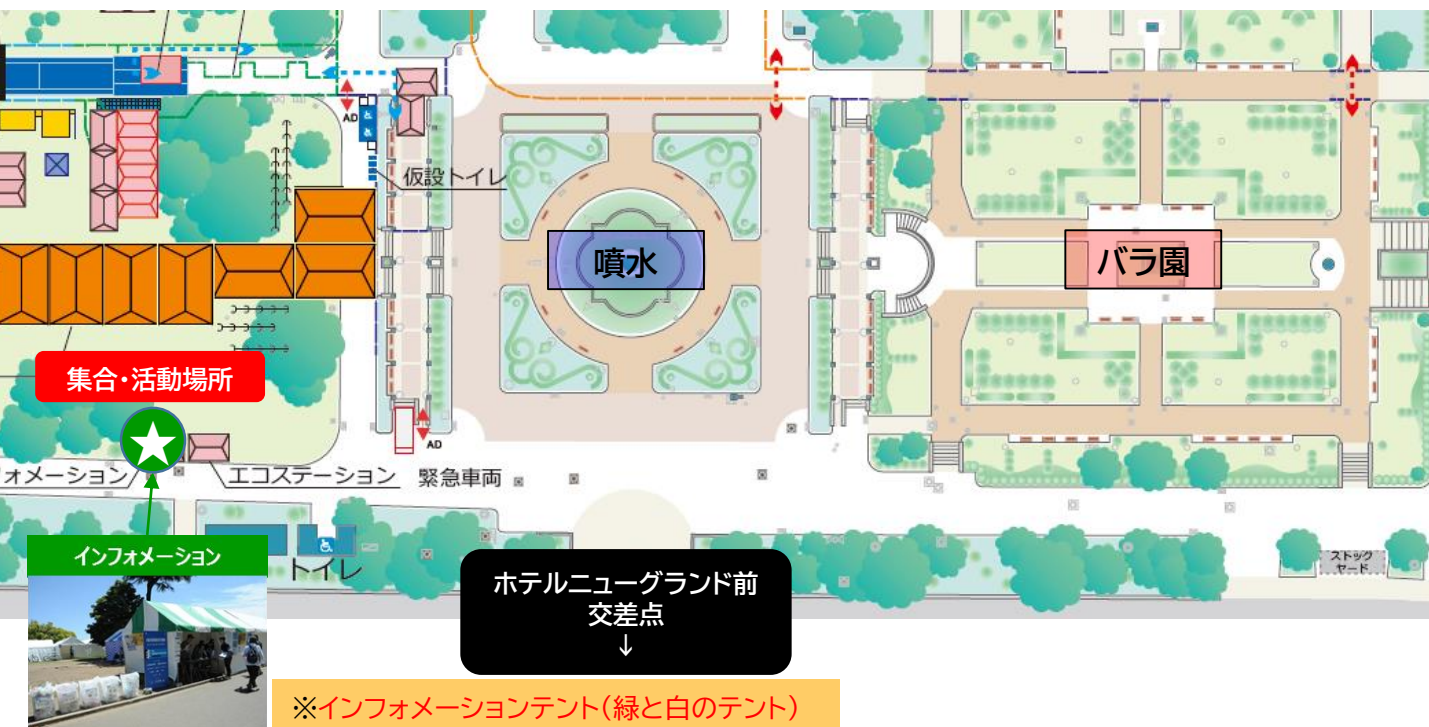 AD
仮設トイレ
噴水
バラ園
集合・活動場所
AD
ォメーション
エコステーション
緊急車両
インフォメーション
トイレ
ホテルニューグランド前
交差点
↓
ストック
ヤード
※インフォメーションテント(緑と白のテント)